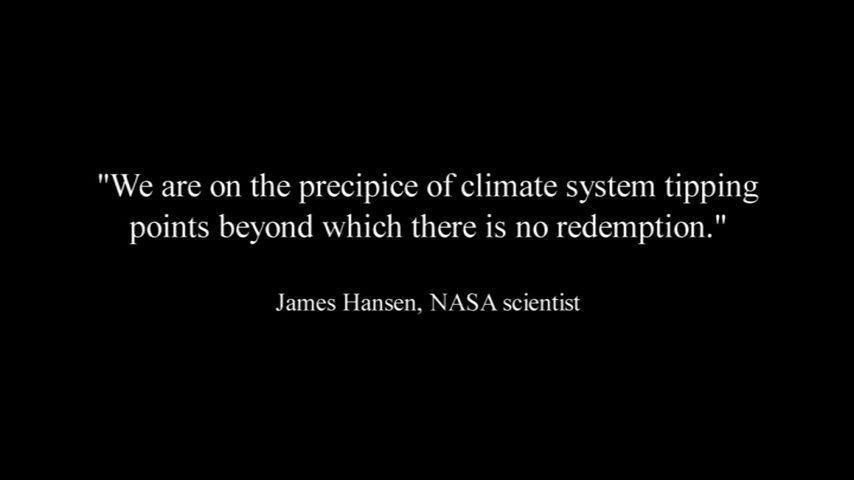 "We are on the precipice of climate system tipping
points beyond which there is no redemption."
James Hansen, NASA scientist